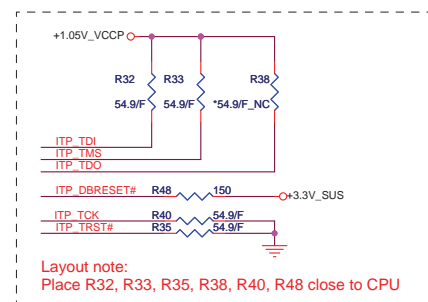 +1.05V_VCCP
R32 R33 R38
54.9/F 54.9/F *54.9/F_NC
ITP_TDI
ITP_TMS
ITP_TDO
ITP_DBRESET# R48 150 +3.3V_SUS
ITP_TCK R40 54.9/F
ITP_TRST# R35 54.9/F
Layout note:
Place R32, R33, R35, R38, R40, R48 close to CPU